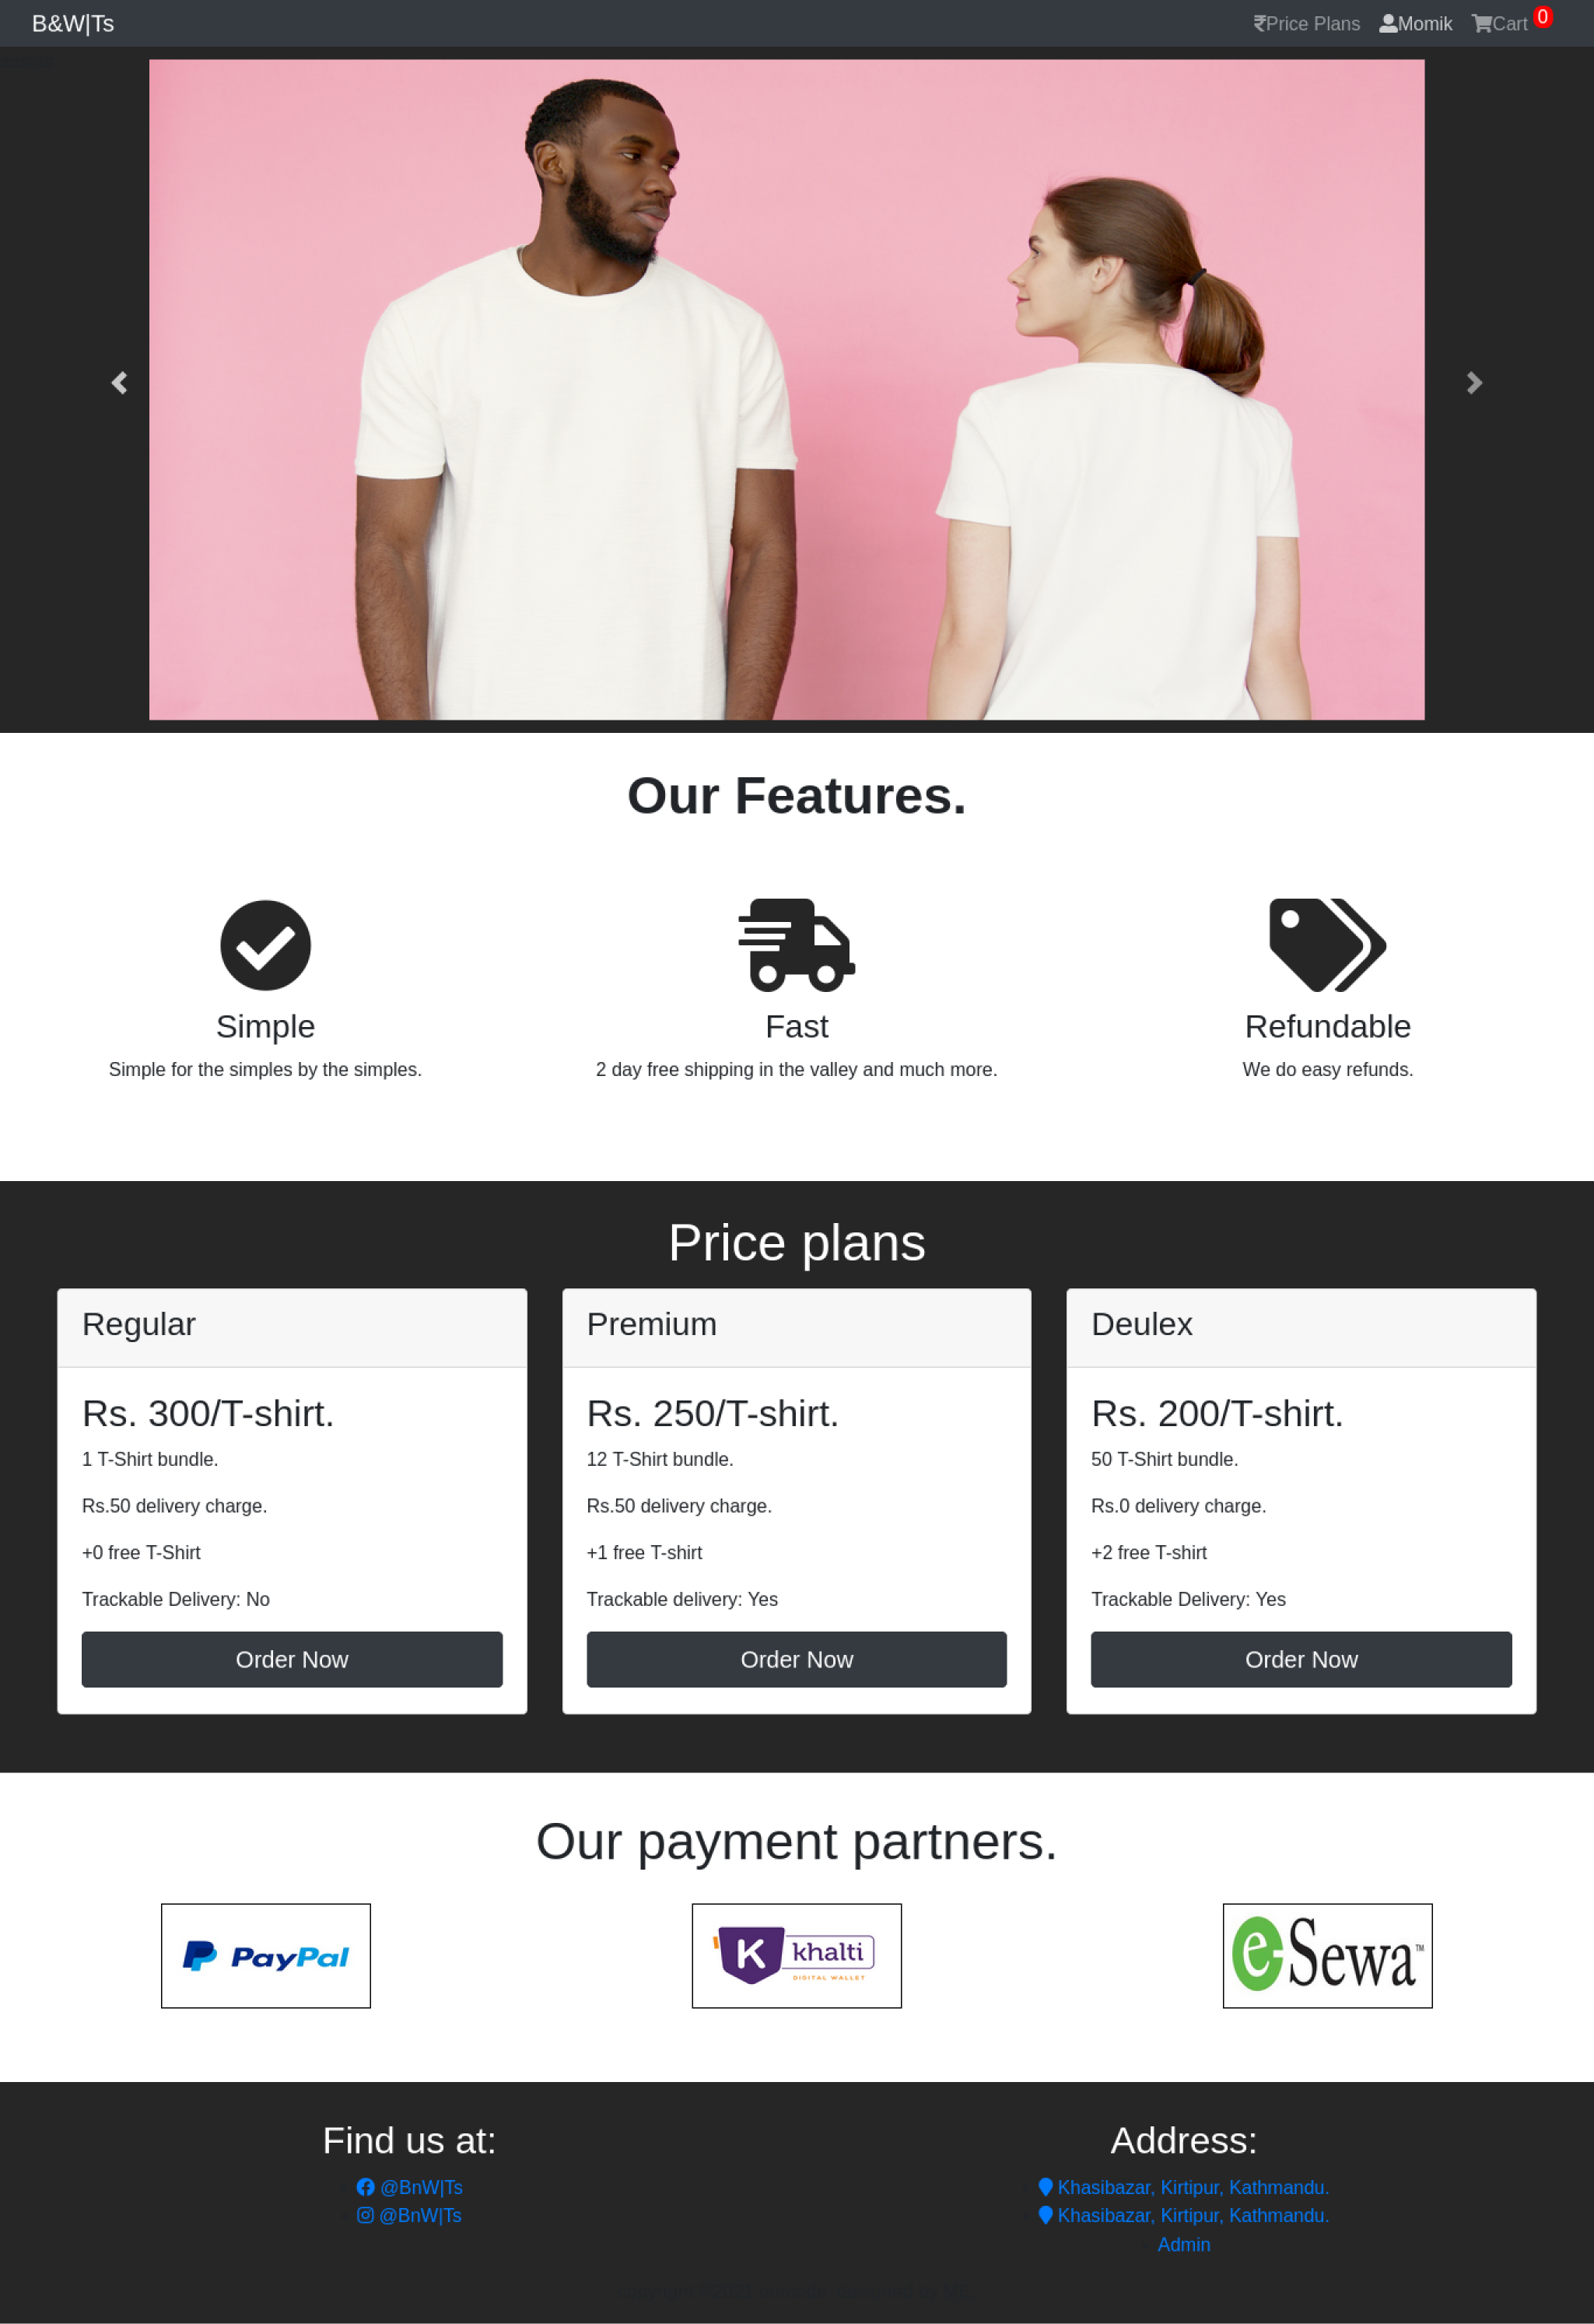 B&W|Ts
Price Plans Momik Cart 0
Our Features.
Simple
Simple for the simples by the simples.
Fast
2 day free shipping in the valley and much more.
Refundable
We do easy refunds.
Price plans
Regular
Rs. 300/T-shirt.
1 T-Shirt bundle.
Rs.50 delivery charge.
+0 free T-Shirt
Trackable Delivery: No
Order Now
Premium
Rs. 250/T-shirt.
12 T-Shirt bundle.
Rs.50 delivery charge.
+1 free T-shirt
Trackable delivery: Yes
Order Now
Deulex
Rs. 200/T-shirt.
50 T-Shirt bundle.
Rs.0 delivery charge.
+2 free T-shirt
Trackable Delivery: Yes
Order Now
Our payment partners.
PayPal
K khalti
DIGITAL WALLET
e-Sewa™
Find us at:
@BnW|Ts
@BnW|Ts
Address:
Khasibazar, Kirtipur, Kathmandu.
Khasibazar, Kirtipur, Kathmandu.
Admin